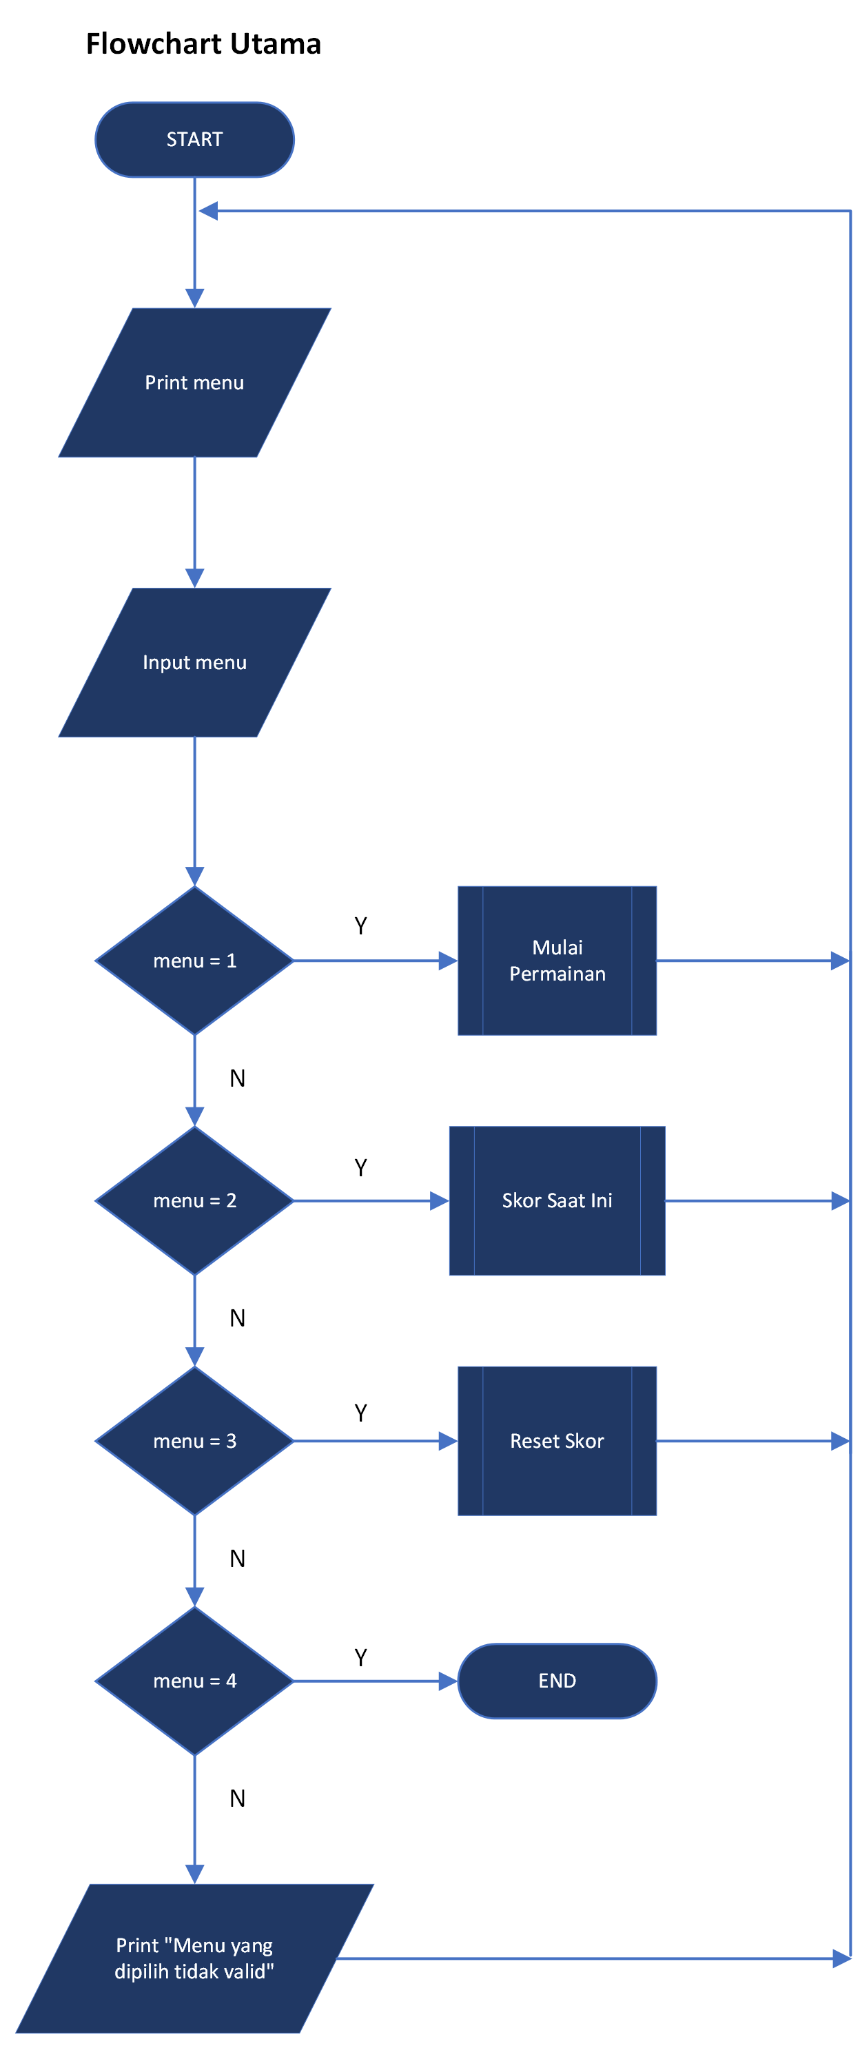 Flowchart Utama
START
Print menu
Input menu
menu = 1
Y
Mulai
Permainan
N
menu = 2
Y
Skor Saat Ini
N
menu = 3
Y
Reset Skor
N
menu = 4
Y
END
N
Print "Menu yang
dipilih tidak valid"